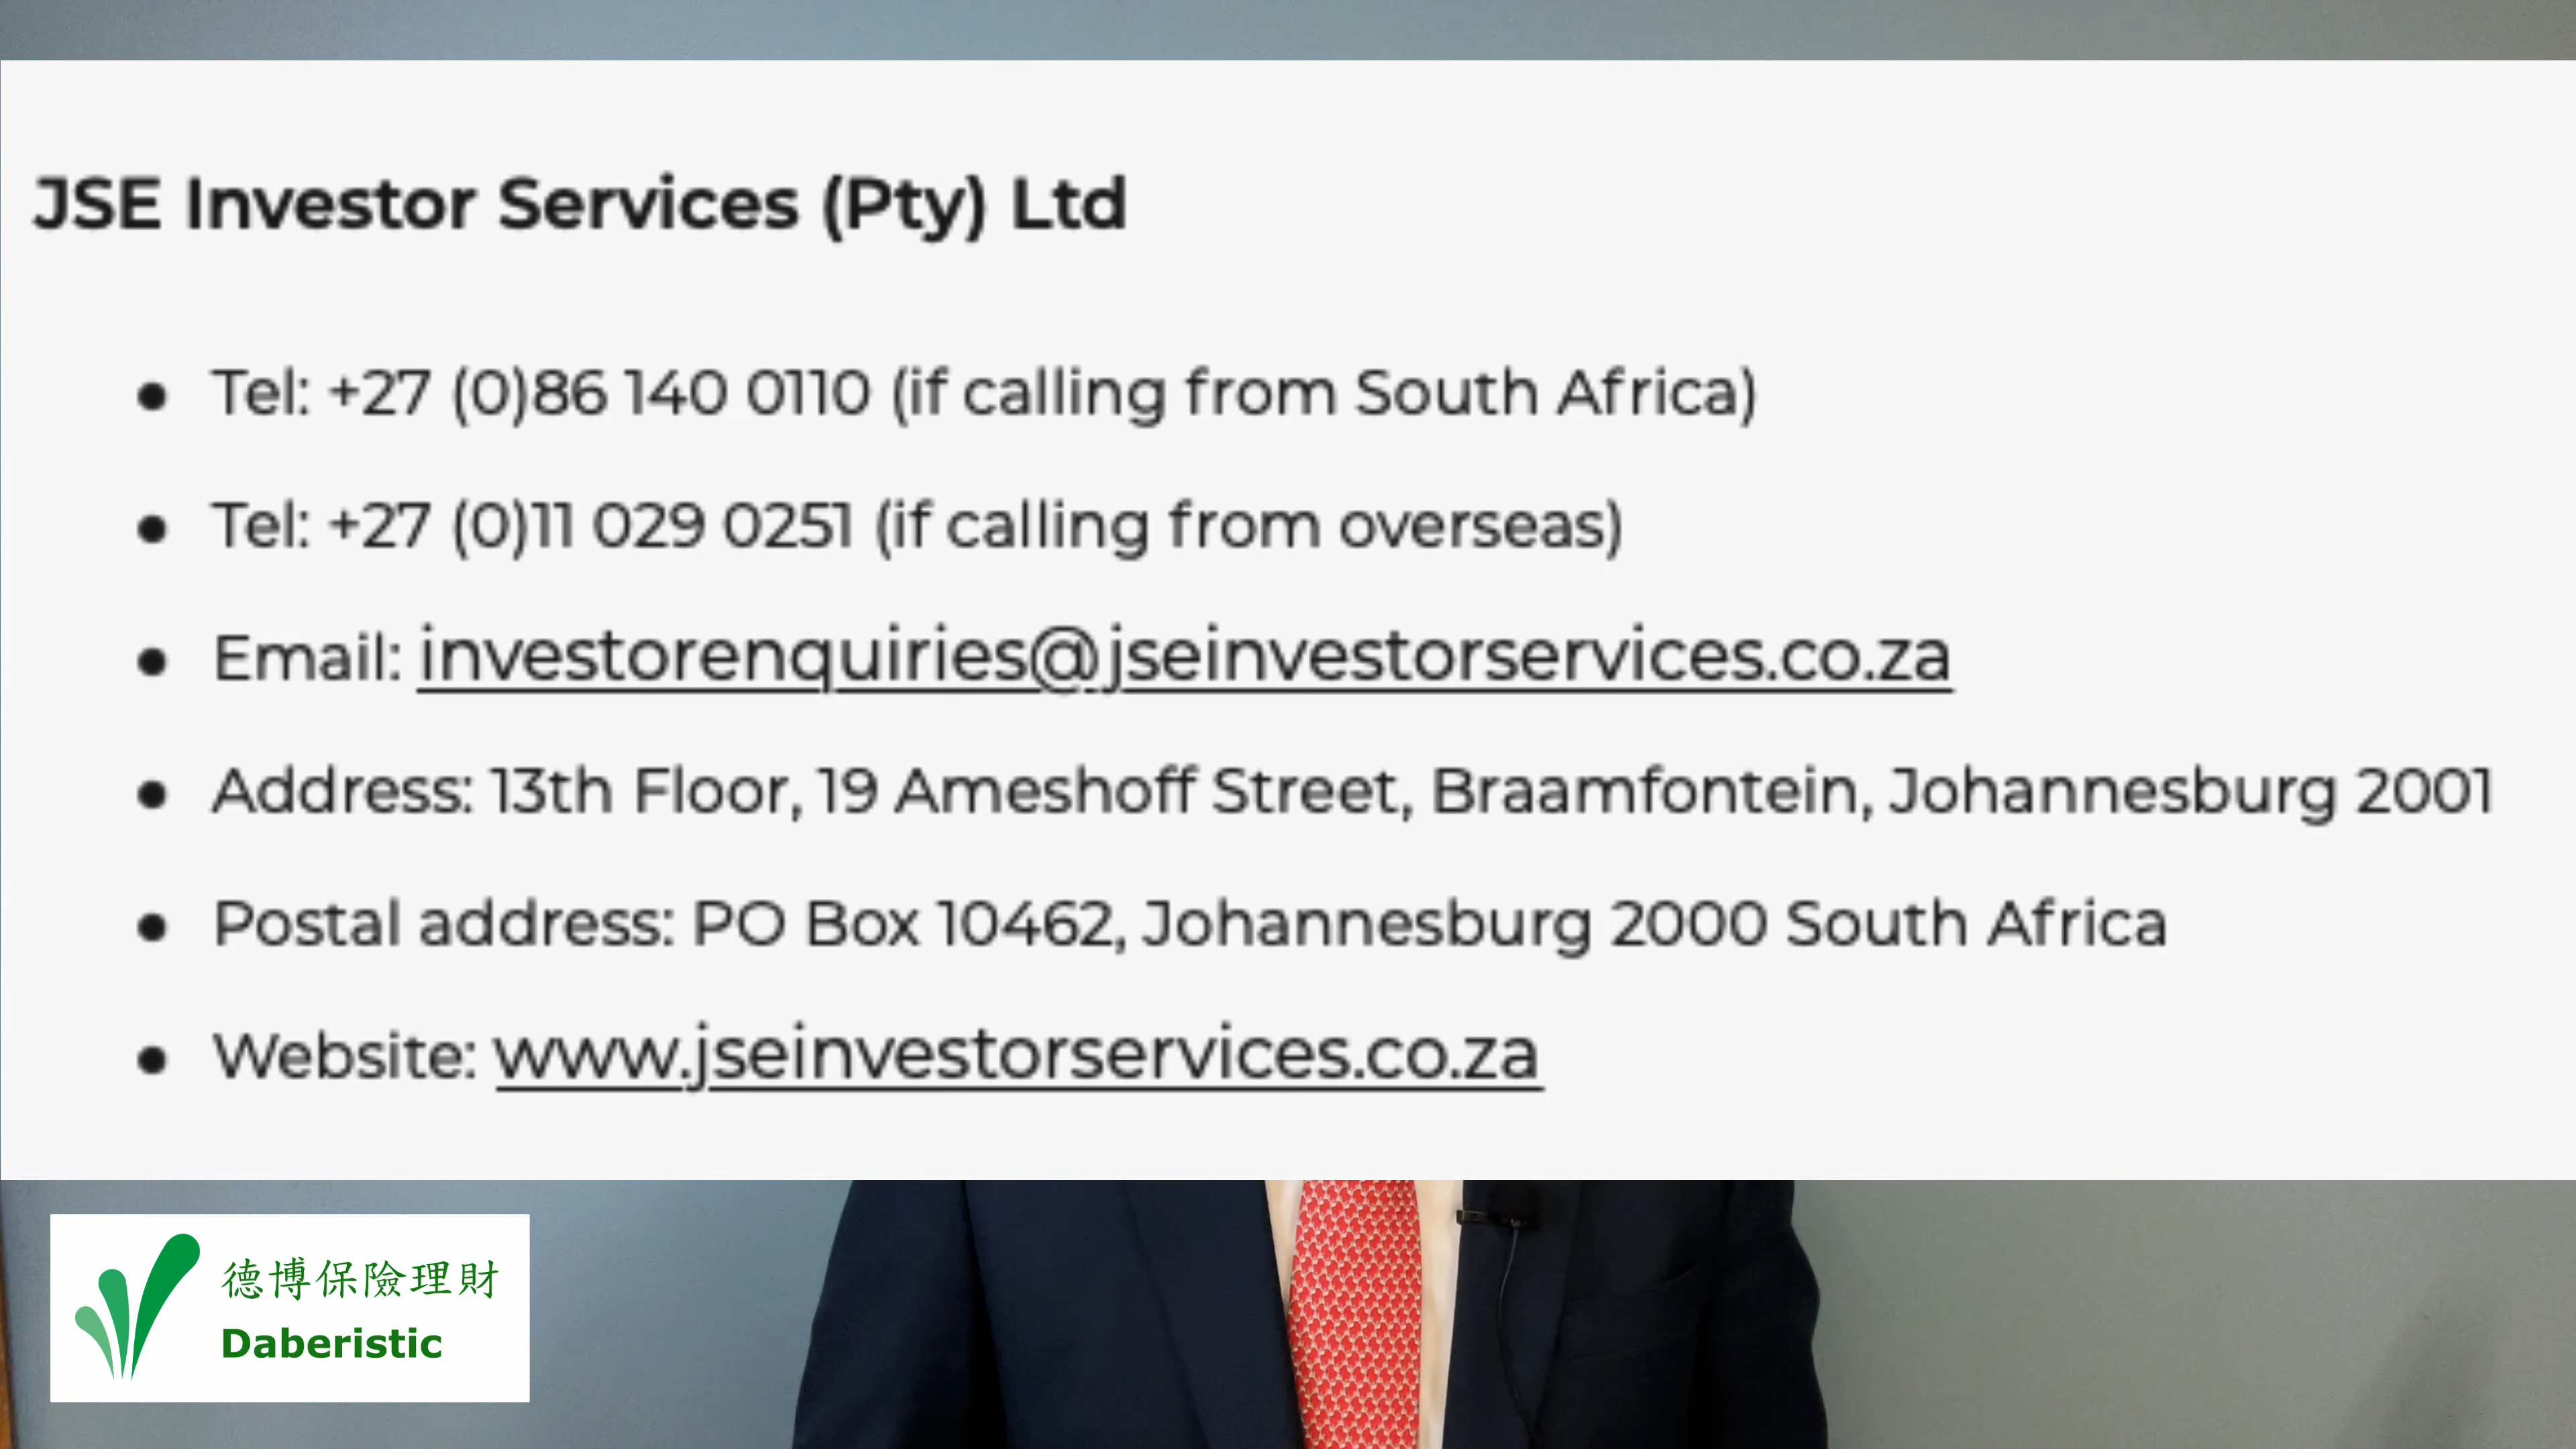 JSE Investor Services (Pty) Ltd
● Tel: +27 (0)86 140 0110 (if calling from South Africa)
● Tel: +27 (0)11 029 0251 (if calling from overseas)
● Email: investorenquiries@jseinvestorservices.co.za
● Address: 13th Floor, 19 Ameshoff Street, Braamfontein, Johannesburg 2001
● Postal address: PO Box 10462, Johannesburg 2000 South Africa
● Website: www.jseinvestorservices.co.za
德博保險理財
Daberistic